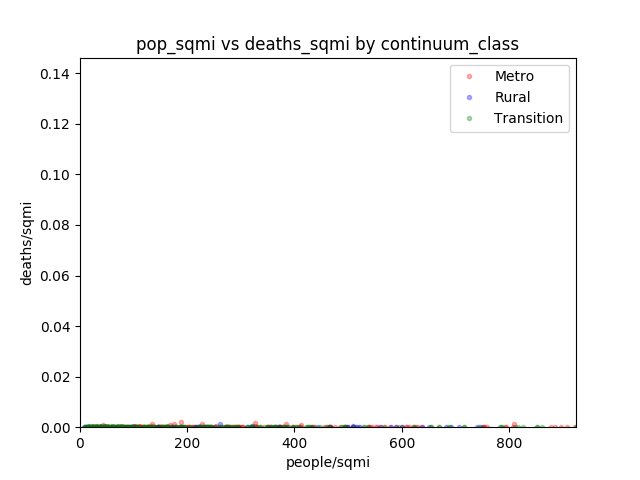 pop_sqmi vs deaths_sqmi by continuum_class
0.14
0.12
0.10
0.08
0.06
0.04
0.02
0.00
deaths/sqmi
Metro
Rural
Transition
0 200 400 600 800
people/sqmi